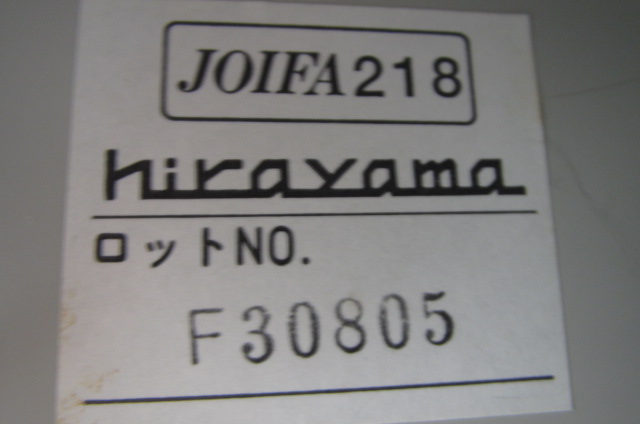 JOIFA218
hirayama
ロットNO.
F30805